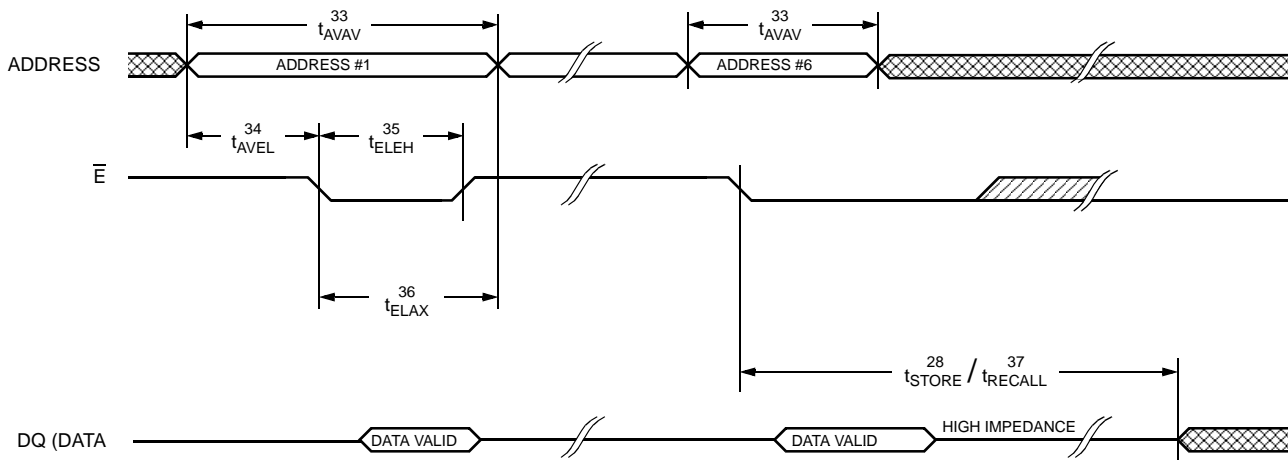 33
tAVAV
33
tAVAV
ADDRESS
ADDRESS #1
ADDRESS #6
34
tAVEL
35
tELEH
E
36
tELAX
28 37
tSTORE / tRECALL
DQ (DATA
DATA VALID
DATA VALID
HIGH IMPEDANCE